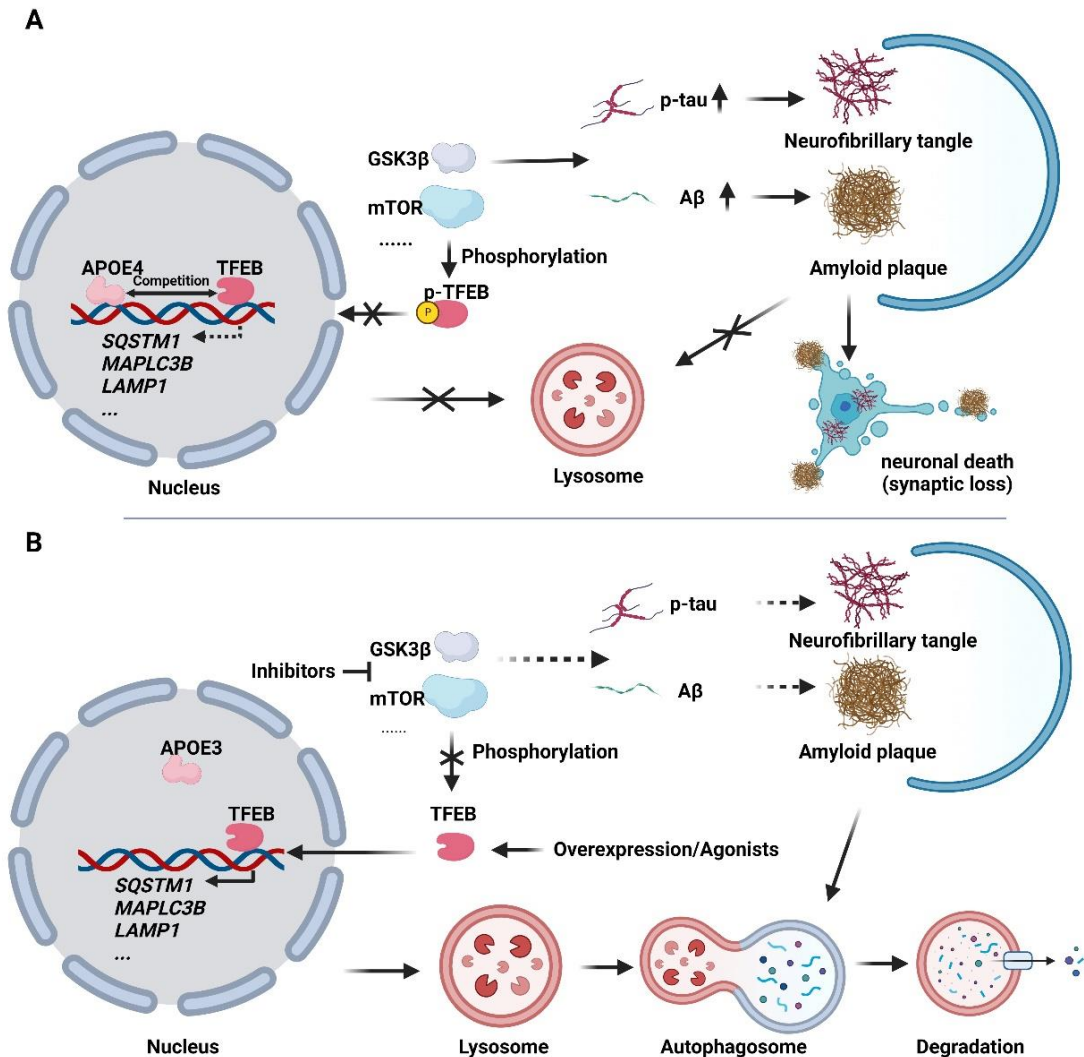 A
p-tau
Neurofibrillary tangle
GSK3β
mTOR
......
Aβ
Amyloid plaque
Phosphorylation
p-TFEB
P
APOE4
Competition
TFEB
SQSTM1
MAPLC3B
LAMP1
...
Nucleus
Lysosome
neuronal death
(synaptic loss)
B
p-tau
Neurofibrillary tangle
Inhibitors
GSK3β
mTOR
......
Aβ
Amyloid plaque
Phosphorylation
APOE3
TFEB
TFEB
Overexpression/Agonists
SQSTM1
MAPLC3B
LAMP1
...
Nucleus
Lysosome
Autophagosome
Degradation